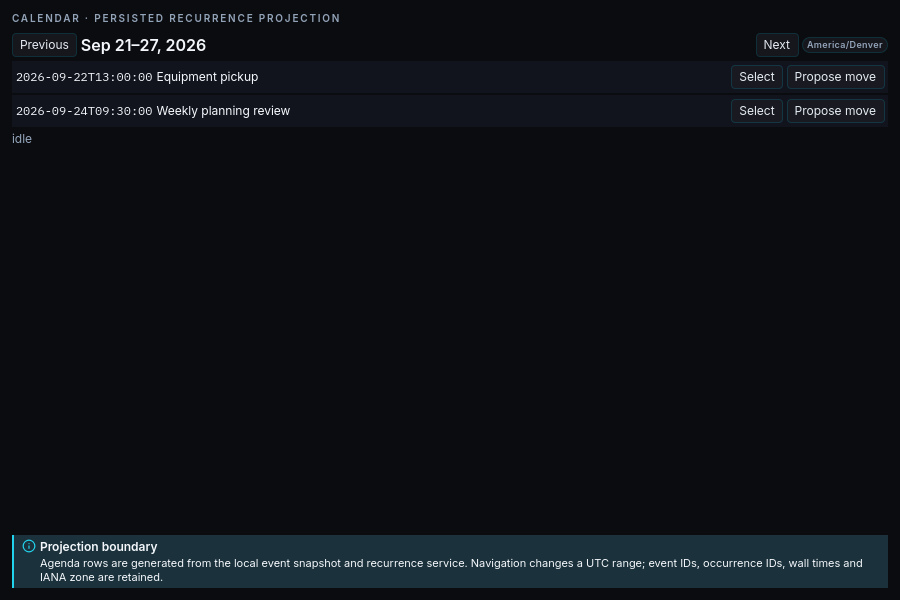 CALENDAR · PERSISTED RECURRENCE PROJECTION
Previous Sep 21–27, 2026 Next America/Denver
2026-09-22T13:00:00 Equipment pickup Select Propose move
2026-09-24T09:30:00 Weekly planning review Select Propose move
idle
Projection boundary
Agenda rows are generated from the local event snapshot and recurrence service. Navigation changes a UTC range; event IDs, occurrence IDs, wall times and
IANA zone are retained.